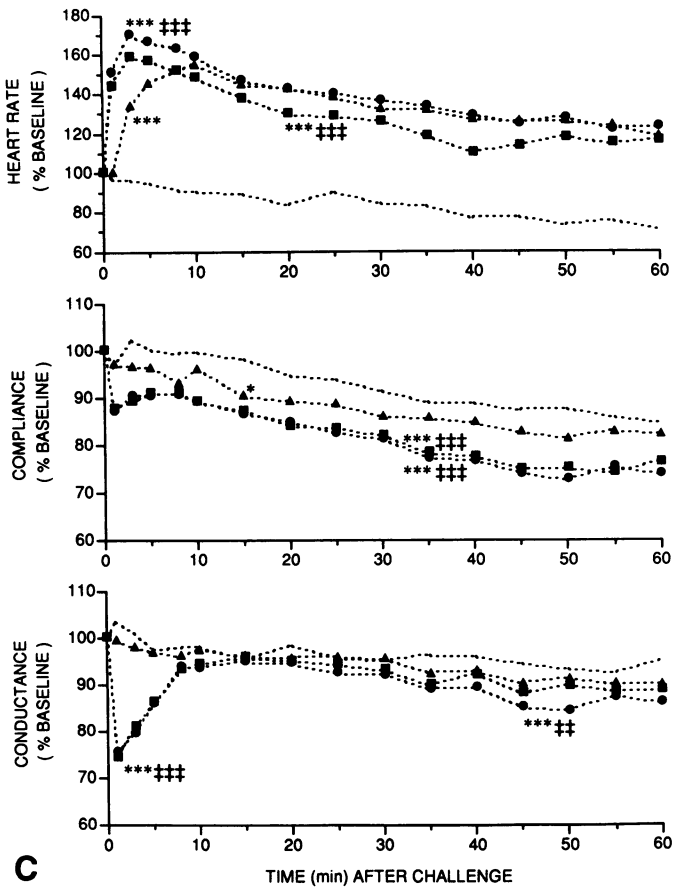 HEART RATE
( % BASELINE )
180
160
140
120
100
80
60
*** ‡‡‡
***
*** ‡‡‡
0 10 20 30 40 50 60
COMPLIANCE
( % BASELINE )
110
100
90
80
70
60
*
*** ‡‡‡
*** ‡‡‡
0 10 20 30 40 50 60
CONDUCTANCE
( % BASELINE )
110
100
90
80
70
60
***‡‡‡
***‡‡
0 10 20 30 40 50 60
C
TIME (min) AFTER CHALLENGE